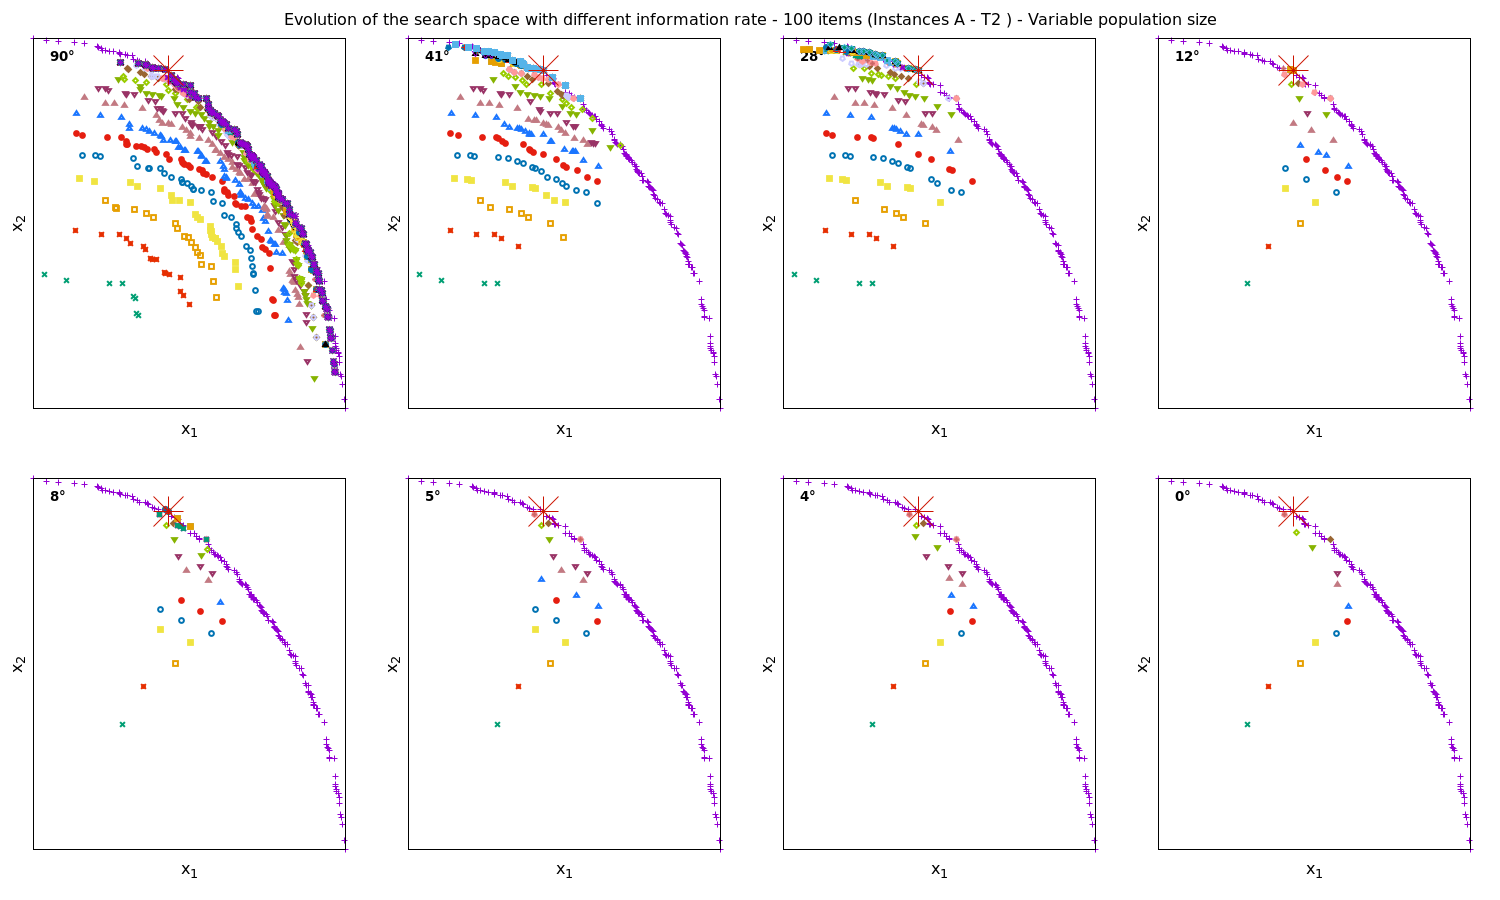 Evolution of the search space with different information rate - 100 items (Instances A - T2 ) - Variable population size
90°
x2
x1
41°
x2
x1
28°
x2
x1
12°
x2
x1
8°
x2
x1
5°
x2
x1
4°
x2
x1
0°
x2
x1